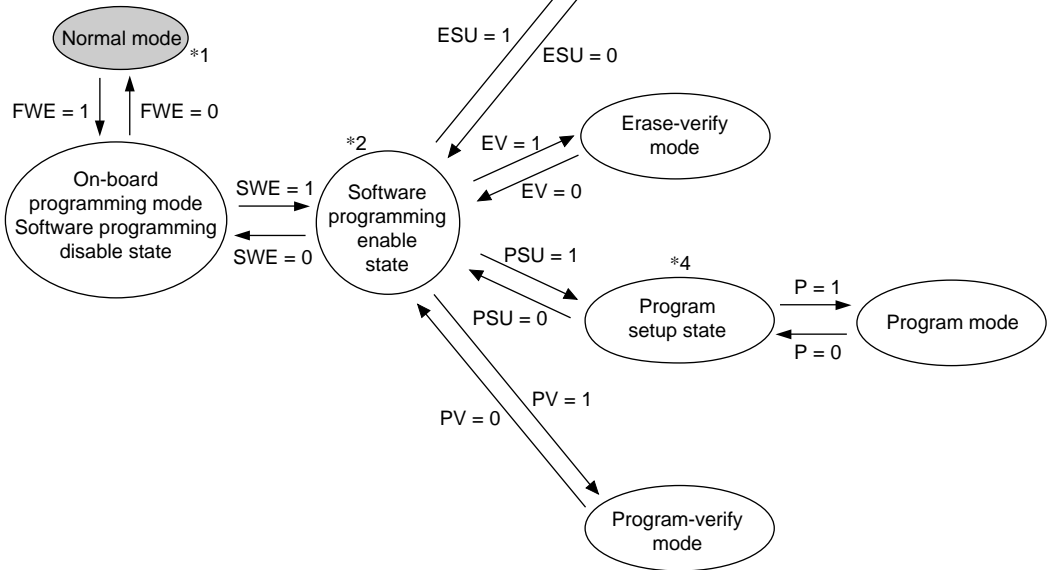 Normal mode
*1
ESU = 1
ESU = 0
FWE = 1
FWE = 0
Erase-verify
mode
*2
EV = 1
EV = 0
On-board
programming mode
Software programming
disable state
SWE = 1
SWE = 0
Software
programming
enable
state
PSU = 1
PSU = 0
*4
Program
setup state
P = 1
P = 0
Program mode
PV = 1
PV = 0
Program-verify
mode